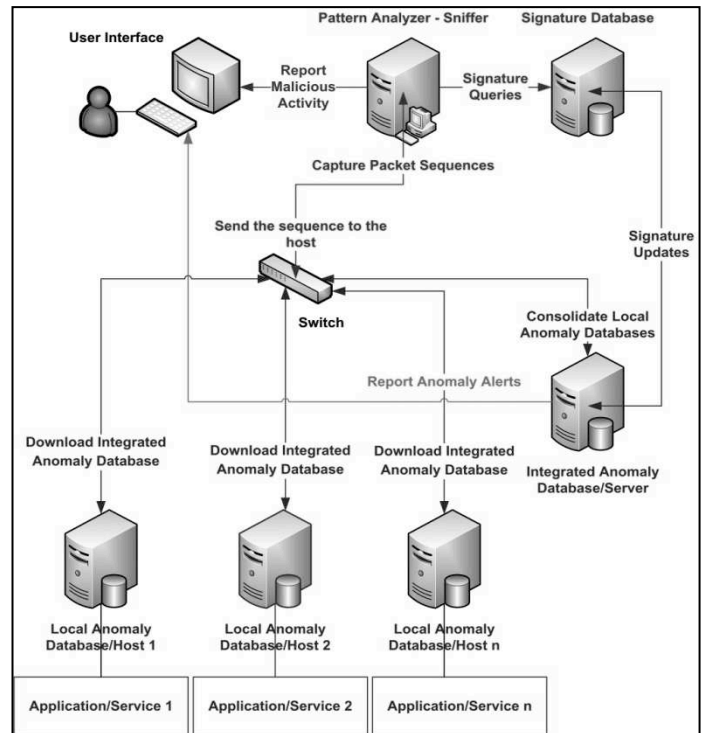 Pattern Analyzer - Sniffer
Signature Database
User Interface
Report
Malicious
Activity
Signature
Queries
Capture Packet Sequences
Send the sequence to the
host
Signature
Updates
Switch
Consolidate Local
Anomaly Databases
Report Anomaly Alerts
Download Integrated
Anomaly Database
Download Integrated
Anomaly Database
Download Integrated
Anomaly Database
Integrated Anomaly
Database/Server
Local Anomaly
Database/Host 1
Local Anomaly
Database/Host 2
Local Anomaly
Database/Host n
Application/Service 1
Application/Service 2
Application/Service n